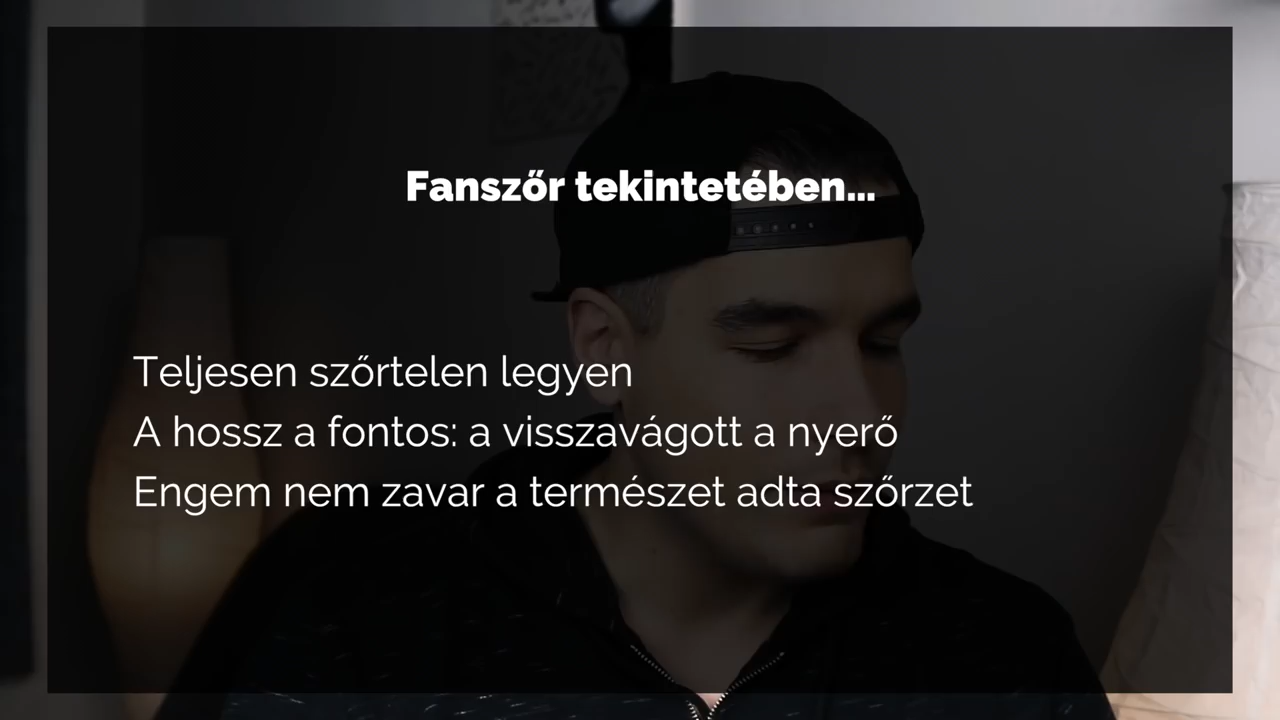 Fanszőr tekintetében...
Teljesen szőrtelen legyen
A hossz a fontos: a visszavágott a nyerő
Engem nem zavar a természet adta szőrzet